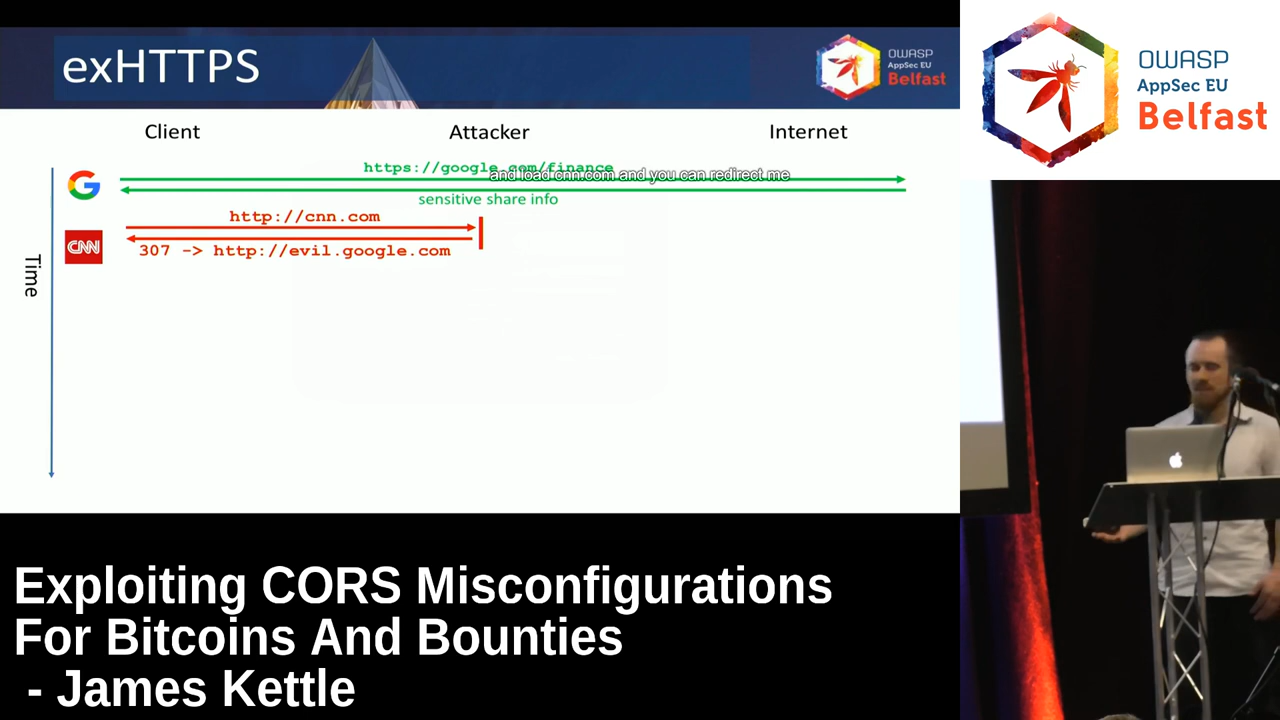 exHTTPS
OWASP
AppSec EU
Belfast
OWASP
AppSec EU
Belfast
Client
Attacker
Internet
https://google.com/finance
and load cnn.com and you can redirect me
sensitive share info
http://cnn.com
CNN
307 -> http://evil.google.com
Time
Exploiting CORS Misconfigurations
For Bitcoins And Bounties
- James Kettle